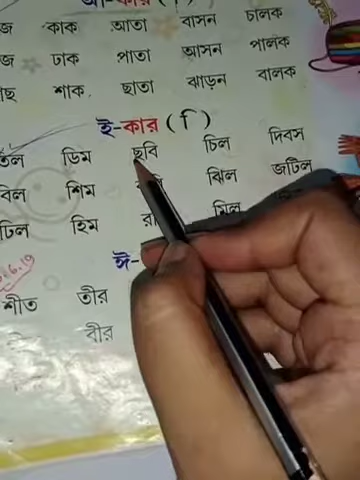 আ-কার
জ কাক আতা বাসন চালক
জ ঢাক পাতা আসন পালক
ছ শাক ছাতা ঝাড়ন বালক
ই-কার (ি)
তিল ডিম ছবি চিল দিবস
বিল শিম ঝিল জটিল
টিল হিম রা মিল
ঈ-
শীত তীর
বীর